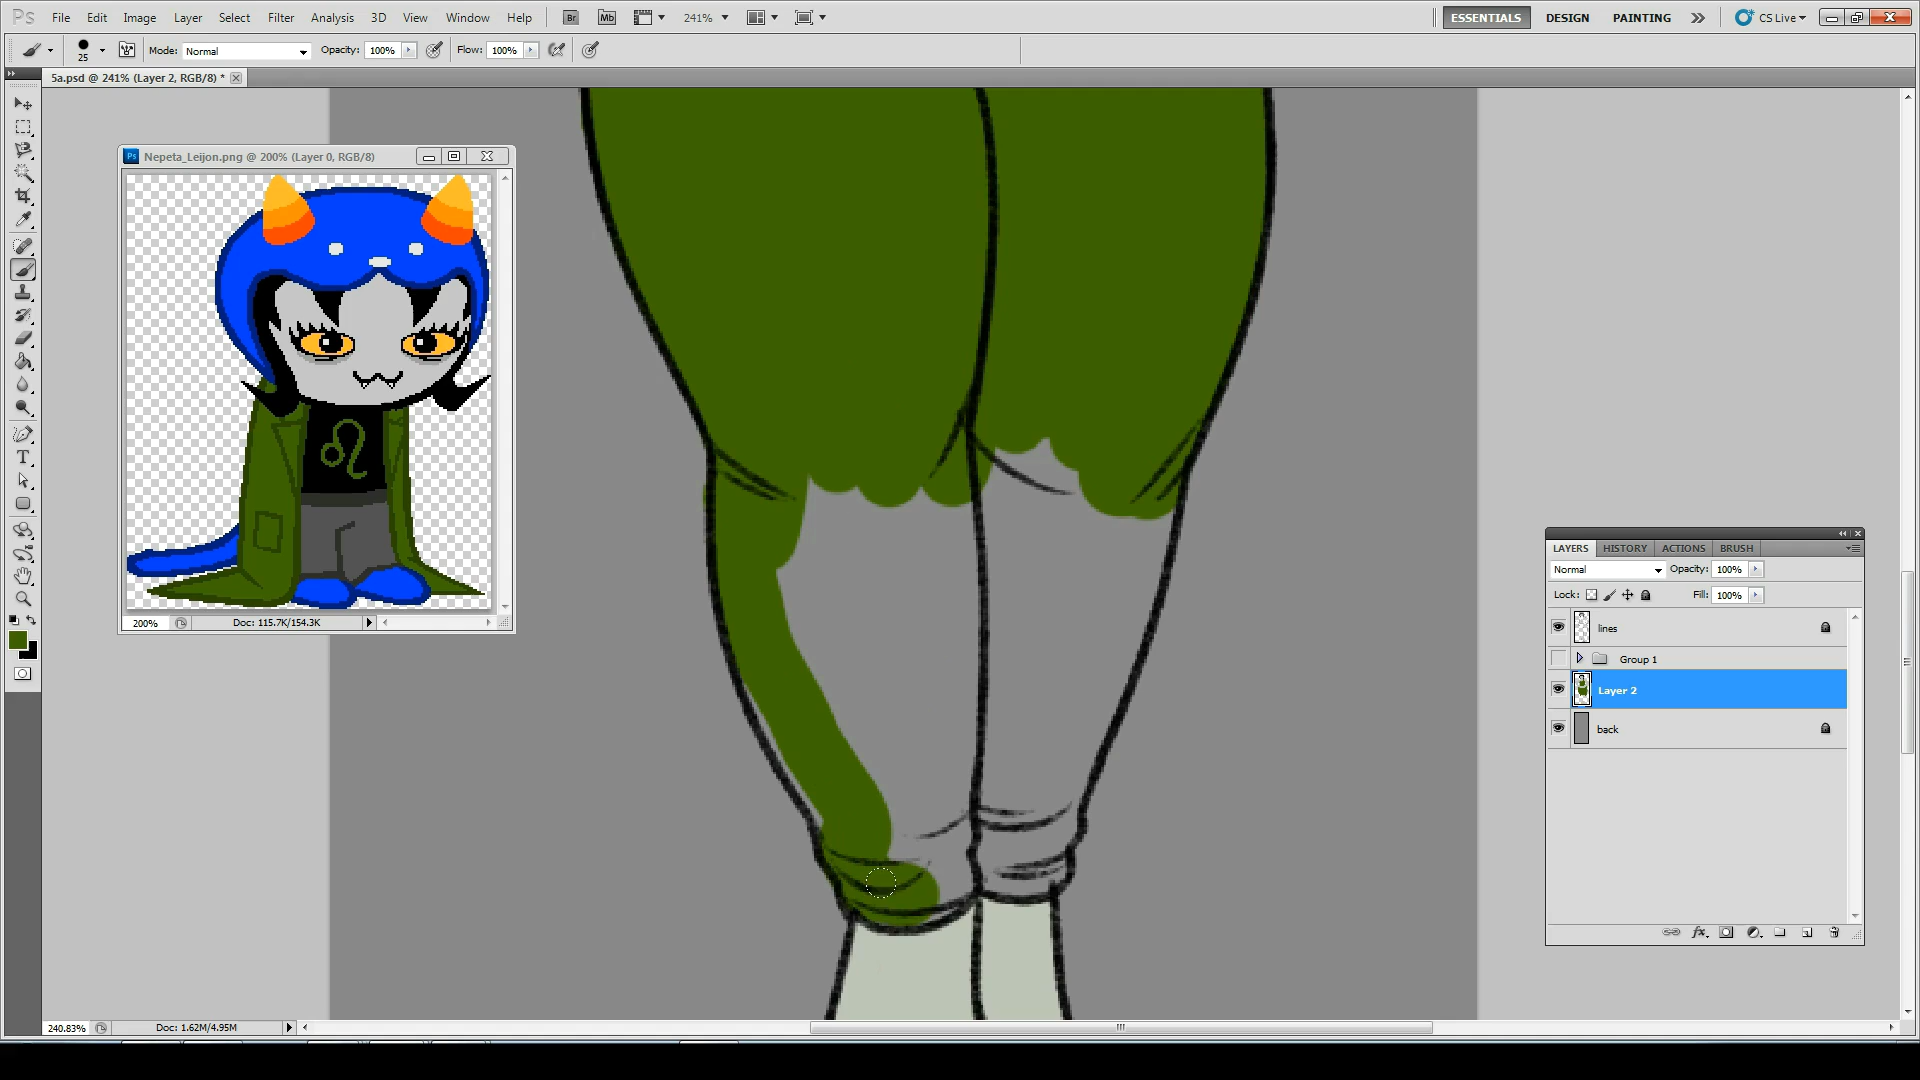 Ps File Edit Image Layer Select Filter Analysis 3D View Window Help Br Mb 241% ESSENTIALS DESIGN PAINTING CS Live
25 Mode: Normal Opacity: 100% Flow: 100%
5a.psd @ 241% (Layer 2, RGB/8) *
Ps Nepeta_Leijon.png @ 200% (Layer 0, RGB/8)
200% Doc: 115.7K/154.3K
LAYERS HISTORY ACTIONS BRUSH
Normal Opacity: 100%
Lock: Fill: 100%
lines
Group 1
Layer 2
back
240.83% Doc: 1.62M/4.95M